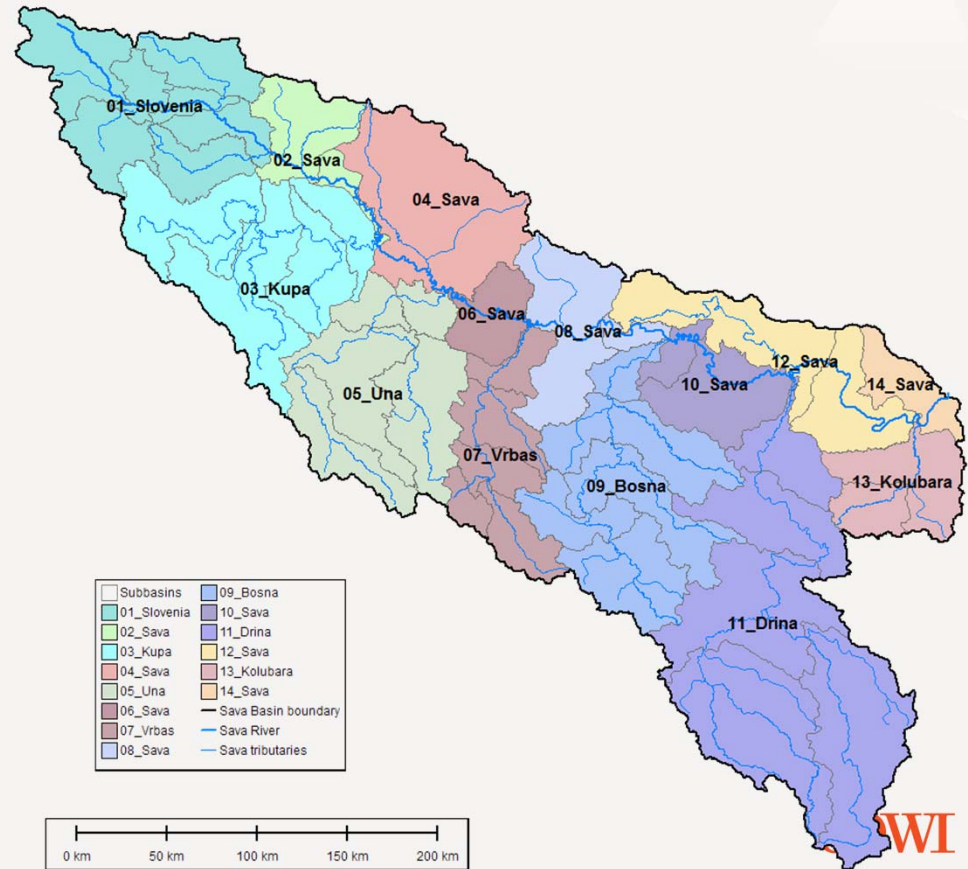 01_Slovenia
02_Sava
04_Sava
03_Kupa
06_Sava
08_Sava
12_Sava
14_Sava
10_Sava
05_Una
07_Vrbas
09_Bosna
13_Kolubara
11_Drina
Subbasins
01_Slovenia
02_Sava
03_Kupa
04_Sava
05_Una
06_Sava
07_Vrbas
08_Sava
09_Bosna
10_Sava
11_Drina
12_Sava
13_Kolubara
14_Sava
Sava Basin boundary
Sava River
Sava tributaries
0 km 50 km 100 km 150 km 200 km